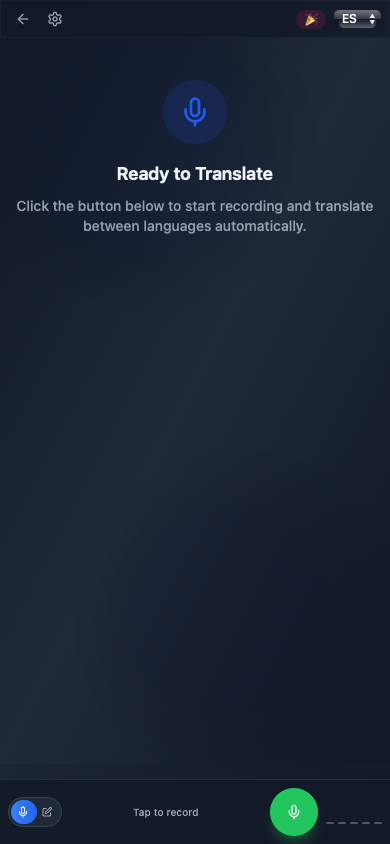 ES
Ready to Translate
Click the button below to start recording and translate
between languages automatically.
Tap to record